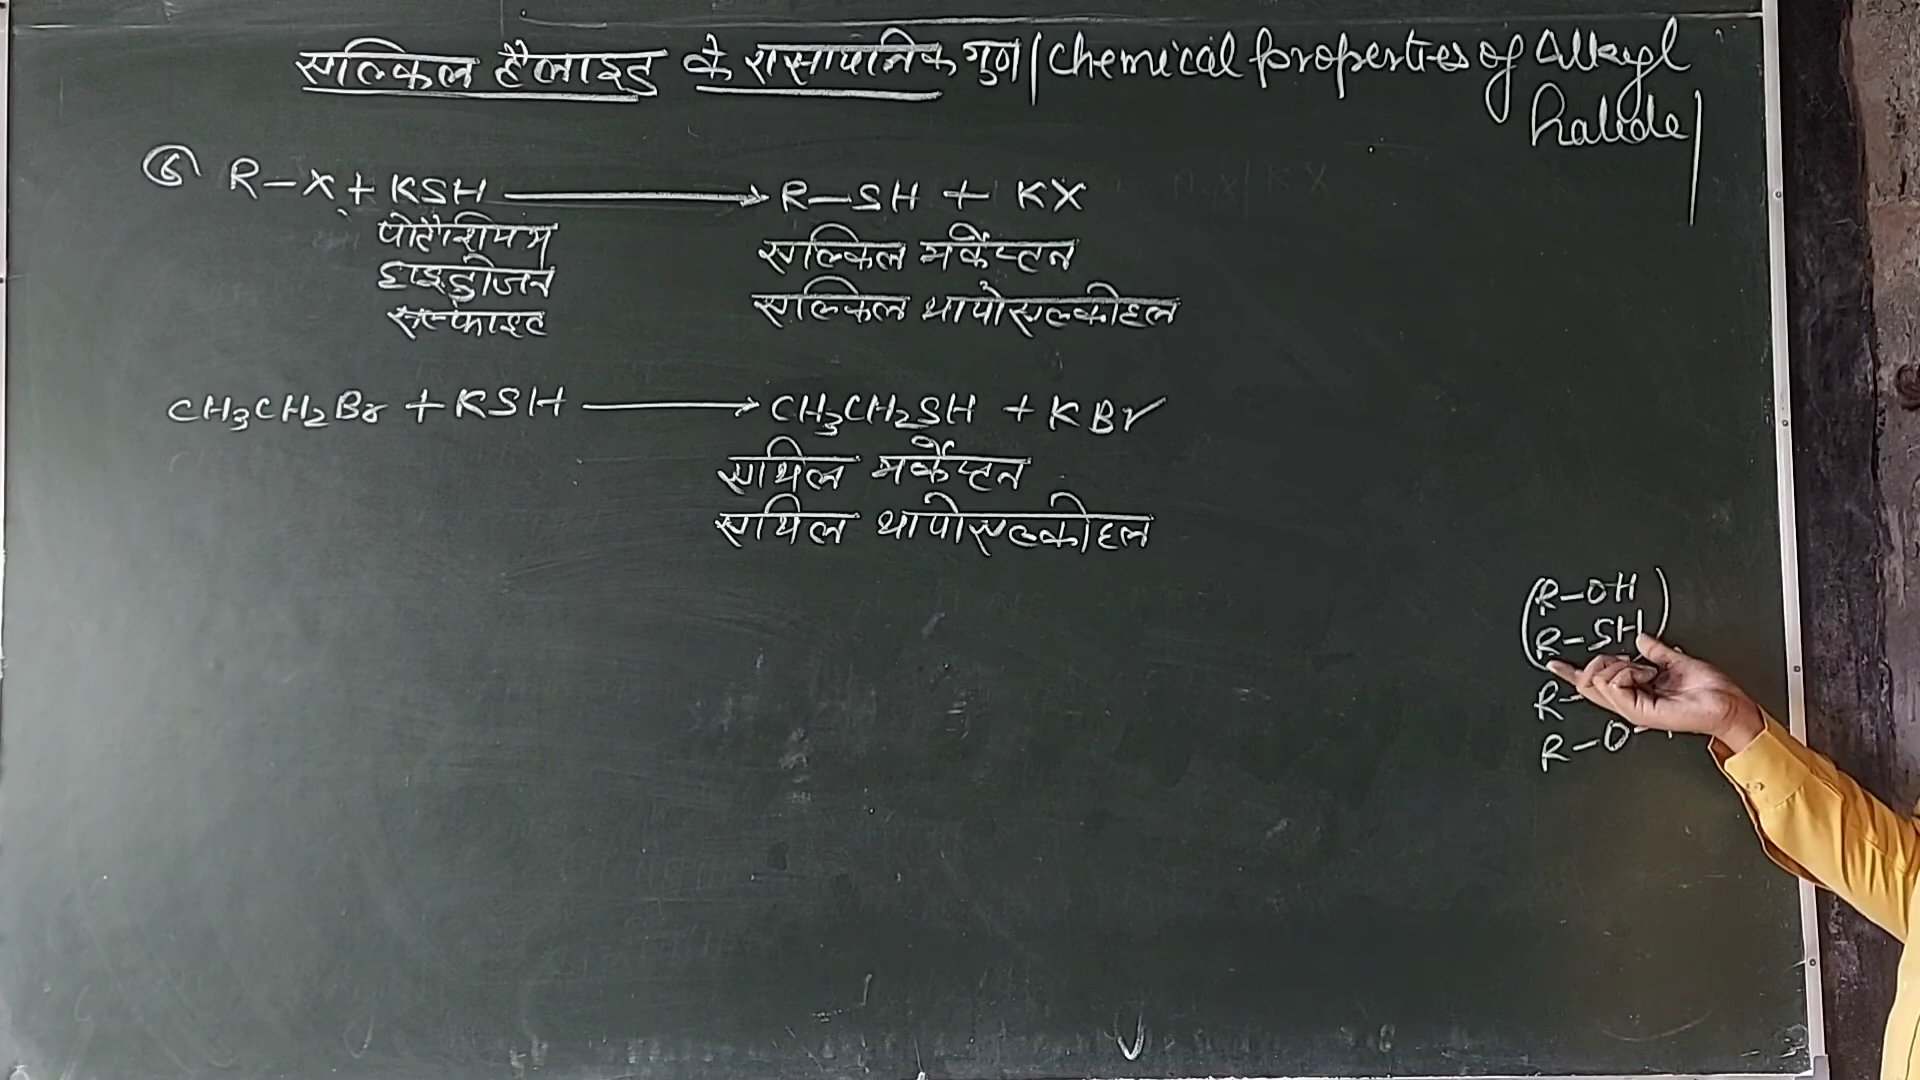 एल्किल हैलाइड के रासायनिक गुण | Chemical properties of Alkyl
halide |
⑥ R-X + KSH ⟶ R-SH + KX
पोटैशियम एल्किल मर्केप्टन
हाइड्रोजन एल्किल थायोएल्कोहल
सल्फाइट
CH₃CH₂Br + KSH ⟶ CH₃CH₂SH + KBr
एथिल मर्केप्टन
एथिल थायोएल्कोहल
(R-OH
R-SH)
R-
R-O-